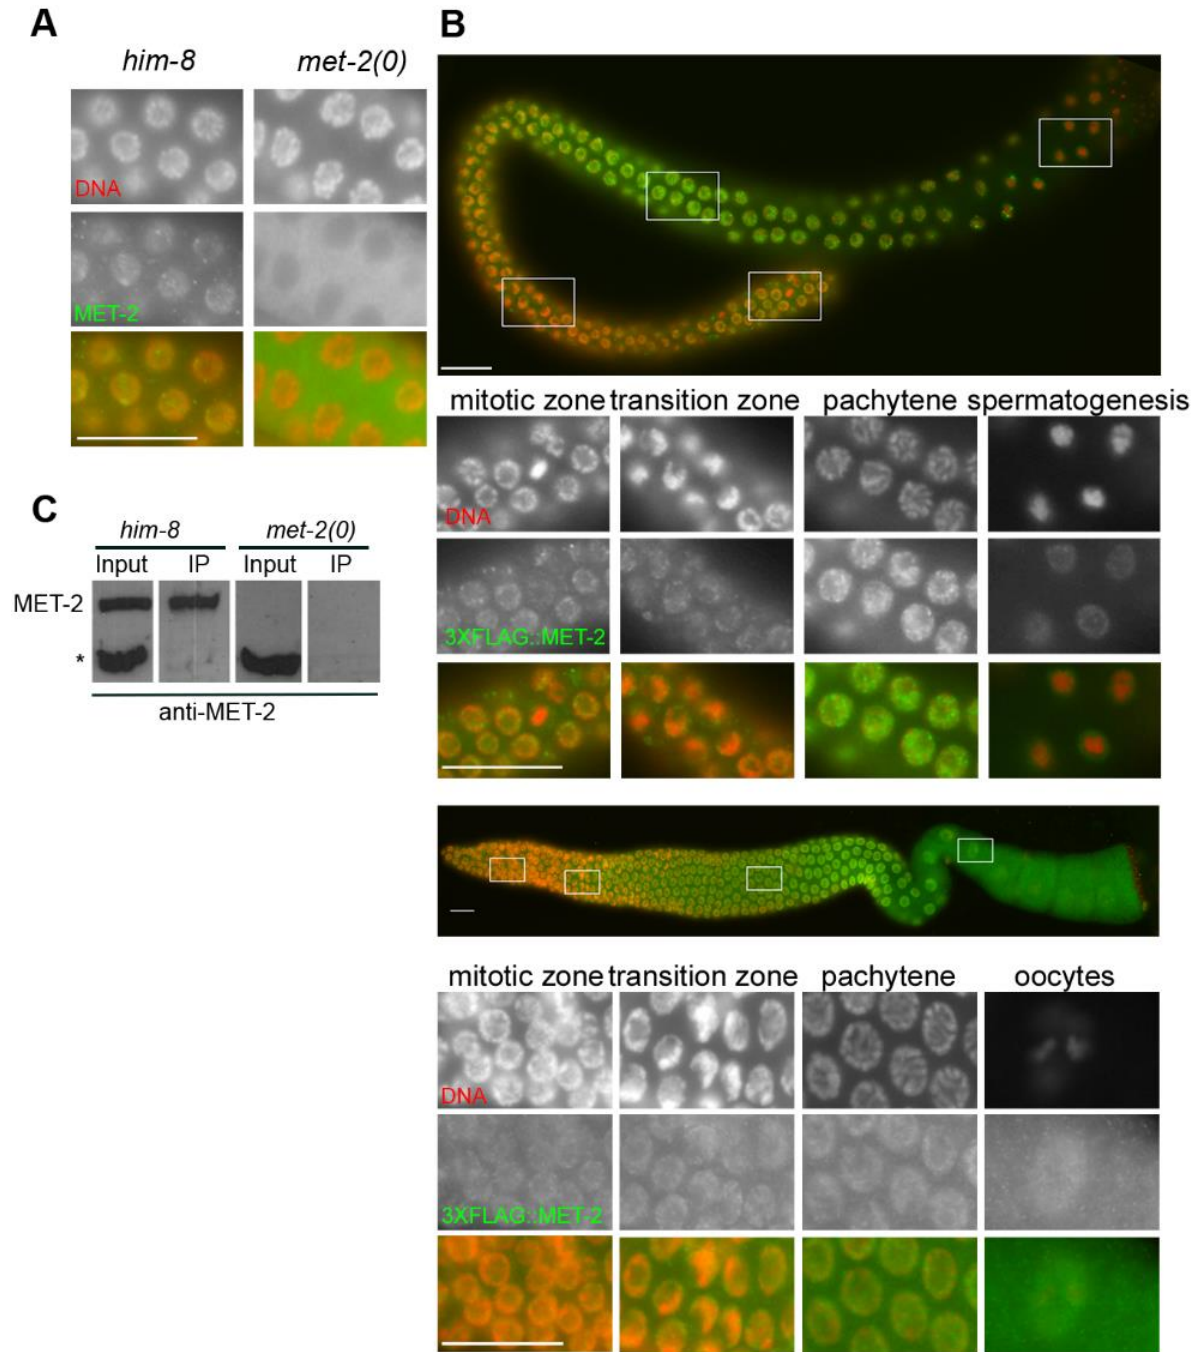 A
him-8 met-2(0)
DNA
MET-2
B
mitotic zone transition zone pachytene spermatogenesis
DNA
3XFLAG::MET-2
C
him-8 met-2(0)
Input IP Input IP
MET-2
*
anti-MET-2
mitotic zone transition zone pachytene oocytes
DNA
3XFLAG::MET-2